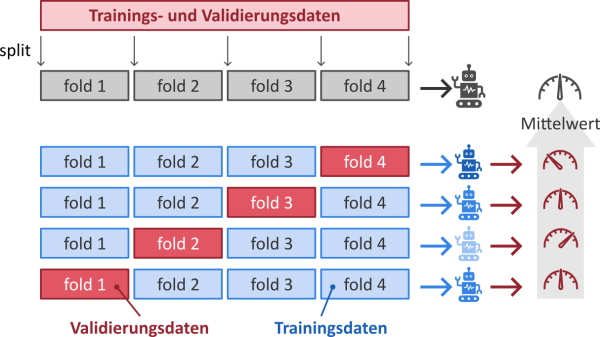 Trainings- und Validierungsdaten
split
fold 1 fold 2 fold 3 fold 4
Mittelwert
fold 1 fold 2 fold 3 fold 4
fold 1 fold 2 fold 3 fold 4
fold 1 fold 2 fold 3 fold 4
fold 1 fold 2 fold 3 fold 4
Validierungsdaten Trainingsdaten